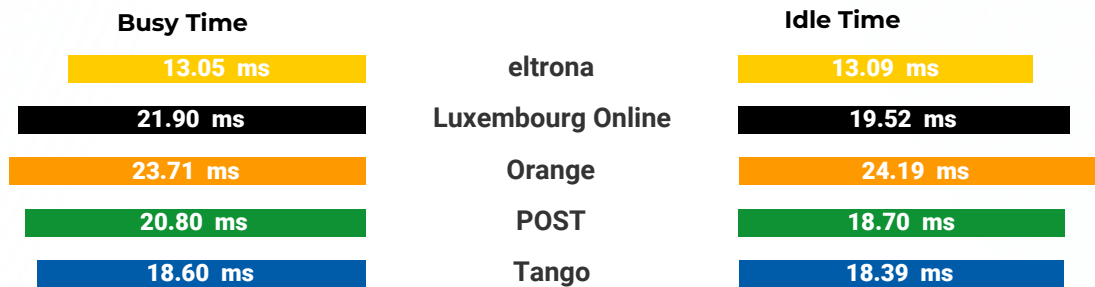 Busy Time
Idle Time
13.05 ms eltrona 13.09 ms
21.90 ms Luxembourg Online 19.52 ms
23.71 ms Orange 24.19 ms
20.80 ms POST 18.70 ms
18.60 ms Tango 18.39 ms